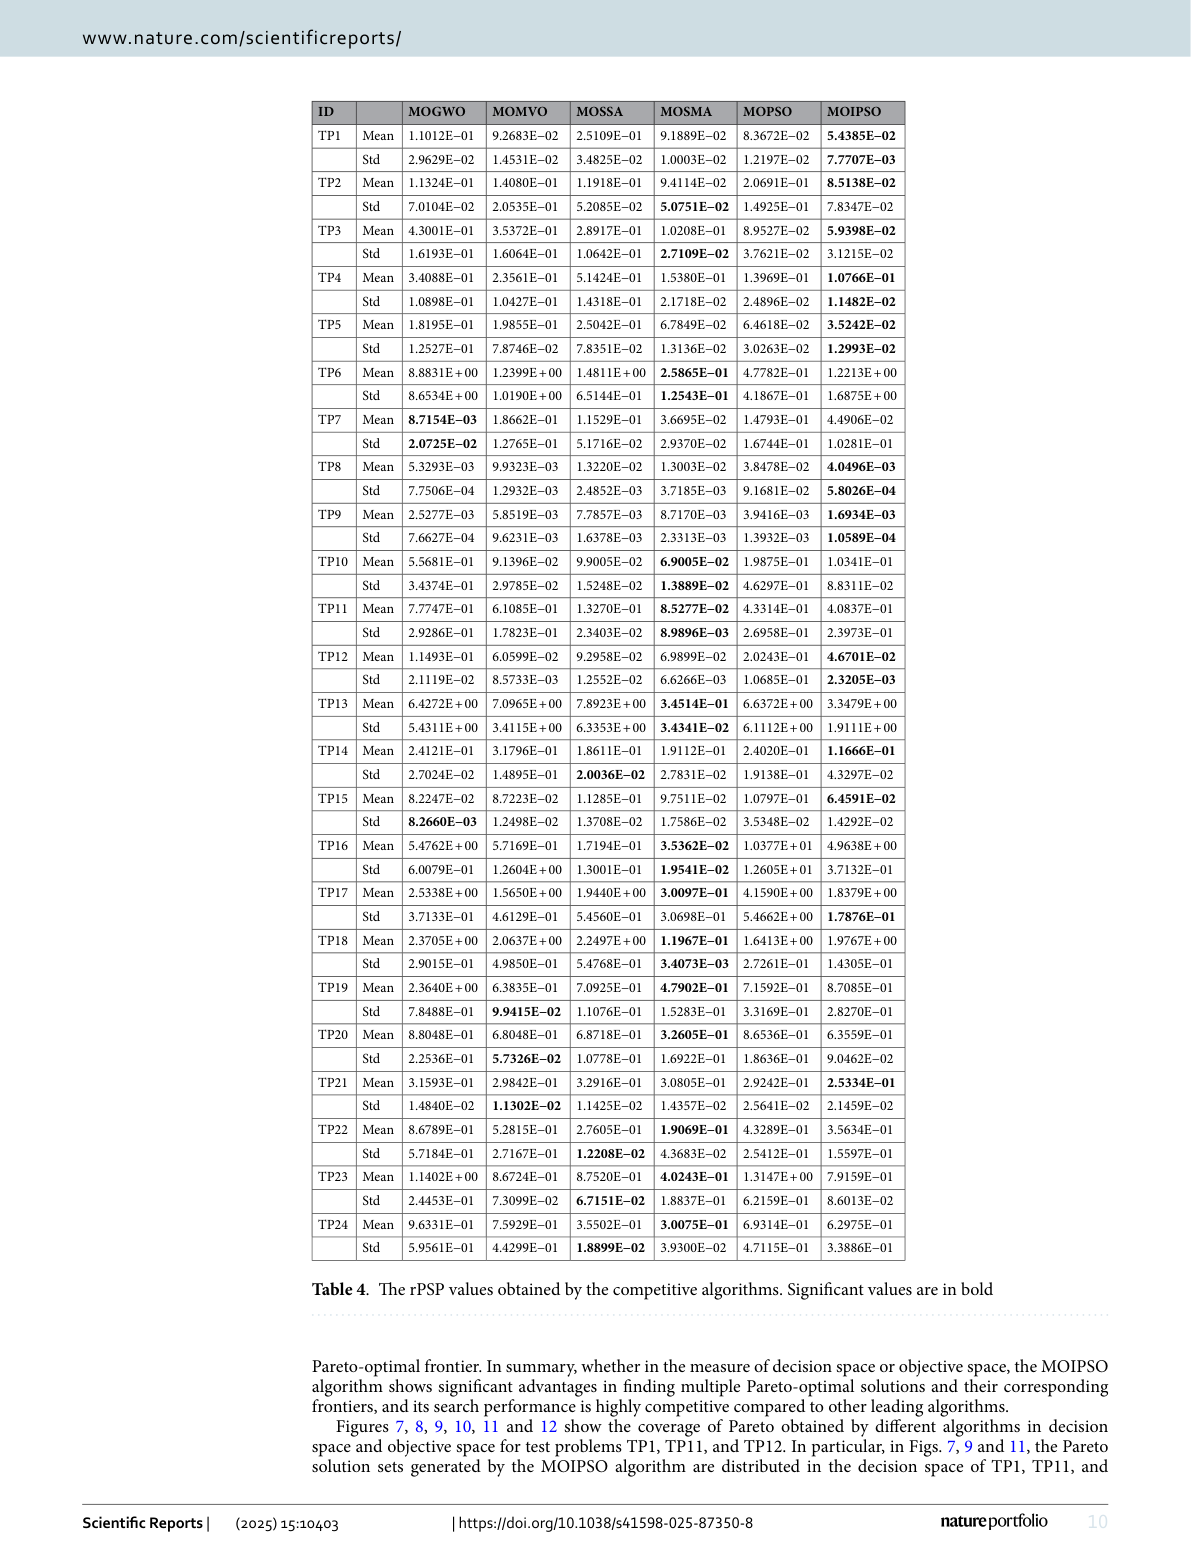 www.nature.com/scientificreports/
ID MOGWO MOMVO MOSSA MOSMA MOPSO MOIPSO
TP1 Mean 1.1012E−01 9.2683E−02 2.5109E−01 9.1889E−02 8.3672E−02 5.4385E−02
Std 2.9629E−02 1.4531E−02 3.4825E−02 1.0003E−02 1.2197E−02 7.7707E−03
TP2 Mean 1.1324E−01 1.4080E−01 1.1918E−01 9.4114E−02 2.0691E−01 8.5138E−02
Std 7.0104E−02 2.0535E−01 5.2085E−02 5.0751E−02 1.4925E−01 7.8347E−02
TP3 Mean 4.3001E−01 3.5372E−01 2.8917E−01 1.0208E−01 8.9527E−02 5.9398E−02
Std 1.6193E−01 1.6064E−01 1.0642E−01 2.7109E−02 3.7621E−02 3.1215E−02
TP4 Mean 3.4088E−01 2.3561E−01 5.1424E−01 1.5380E−01 1.3969E−01 1.0766E−01
Std 1.0898E−01 1.0427E−01 1.4318E−01 2.1718E−02 2.4896E−02 1.1482E−02
TP5 Mean 1.8195E−01 1.9855E−01 2.5042E−01 6.7849E−02 6.4618E−02 3.5242E−02
Std 1.2527E−01 7.8746E−02 7.8351E−02 1.3136E−02 3.0263E−02 1.2993E−02
TP6 Mean 8.8831E+00 1.2399E+00 1.4811E+00 2.5865E−01 4.7782E−01 1.2213E+00
Std 8.6534E+00 1.0190E+00 6.5144E−01 1.2543E−01 4.1867E−01 1.6875E+00
TP7 Mean 8.7154E−03 1.8662E−01 1.1529E−01 3.6695E−02 1.4793E−01 4.4906E−02
Std 2.0725E−02 1.2765E−01 5.1716E−02 2.9370E−02 1.6744E−01 1.0281E−01
TP8 Mean 5.3293E−03 9.9323E−03 1.3220E−02 1.3003E−02 3.8478E−02 4.0496E−03
Std 7.7506E−04 1.2932E−03 2.4852E−03 3.7185E−03 9.1681E−02 5.8026E−04
TP9 Mean 2.5277E−03 5.8519E−03 7.7857E−03 8.7170E−03 3.9416E−03 1.6934E−03
Std 7.6627E−04 9.6231E−03 1.6378E−03 2.3313E−03 1.3932E−03 1.0589E−04
TP10 Mean 5.5681E−01 9.1396E−02 9.9005E−02 6.9005E−02 1.9875E−01 1.0341E−01
Std 3.4374E−01 2.9785E−02 1.5248E−02 1.3889E−02 4.6297E−01 8.8311E−02
TP11 Mean 7.7747E−01 6.1085E−01 1.3270E−01 8.5277E−02 4.3314E−01 4.0837E−01
Std 2.9286E−01 1.7823E−01 2.3403E−02 8.9896E−03 2.6958E−01 2.3973E−01
TP12 Mean 1.1493E−01 6.0599E−02 9.2958E−02 6.9899E−02 2.0243E−01 4.6701E−02
Std 2.1119E−02 8.5733E−03 1.2552E−02 6.6266E−03 1.0685E−01 2.3205E−03
TP13 Mean 6.4272E+00 7.0965E+00 7.8923E+00 3.4514E−01 6.6372E+00 3.3479E+00
Std 5.4311E+00 3.4115E+00 6.3353E+00 3.4341E−02 6.1112E+00 1.9111E+00
TP14 Mean 2.4121E−01 3.1796E−01 1.8611E−01 1.9112E−01 2.4020E−01 1.1666E−01
Std 2.7024E−02 1.4895E−01 2.0036E−02 2.7831E−02 1.9138E−01 4.3297E−02
TP15 Mean 8.2247E−02 8.7223E−02 1.1285E−01 9.7511E−02 1.0797E−01 6.4591E−02
Std 8.2660E−03 1.2498E−02 1.3708E−02 1.7586E−02 3.5348E−02 1.4292E−02
TP16 Mean 5.4762E+00 5.7169E−01 1.7194E−01 3.5362E−02 1.0377E+01 4.9638E+00
Std 6.0079E−01 1.2604E+00 1.3001E−01 1.9541E−02 1.2605E+01 3.7132E−01
TP17 Mean 2.5338E+00 1.5650E+00 1.9440E+00 3.0097E−01 4.1590E+00 1.8379E+00
Std 3.7133E−01 4.6129E−01 5.4560E−01 3.0698E−01 5.4662E+00 1.7876E−01
TP18 Mean 2.3705E+00 2.0637E+00 2.2497E+00 1.1967E−01 1.6413E+00 1.9767E+00
Std 2.9015E−01 4.9850E−01 5.4768E−01 3.4073E−03 2.7261E−01 1.4305E−01
TP19 Mean 2.3640E+00 6.3835E−01 7.0925E−01 4.7902E−01 7.1592E−01 8.7085E−01
Std 7.8488E−01 9.9415E−02 1.1076E−01 1.5283E−01 3.3169E−01 2.8270E−01
TP20 Mean 8.8048E−01 6.8048E−01 6.8718E−01 3.2605E−01 8.6536E−01 6.3559E−01
Std 2.2536E−01 5.7326E−02 1.0778E−01 1.6922E−01 1.8636E−01 9.0462E−02
TP21 Mean 3.1593E−01 2.9842E−01 3.2916E−01 3.0805E−01 2.9242E−01 2.5334E−01
Std 1.4840E−02 1.1302E−02 1.1425E−02 1.4357E−02 2.5641E−02 2.1459E−02
TP22 Mean 8.6789E−01 5.2815E−01 2.7605E−01 1.9069E−01 4.3289E−01 3.5634E−01
Std 5.7184E−01 2.7167E−01 1.2208E−02 4.3683E−02 2.5412E−01 1.5597E−01
TP23 Mean 1.1402E+00 8.6724E−01 8.7520E−01 4.0243E−01 1.3147E+00 7.9159E−01
Std 2.4453E−01 7.3099E−02 6.7151E−02 1.8837E−01 6.2159E−01 8.6013E−02
TP24 Mean 9.6331E−01 7.5929E−01 3.5502E−01 3.0075E−01 6.9314E−01 6.2975E−01
Std 5.9561E−01 4.4299E−01 1.8899E−02 3.9300E−02 4.7115E−01 3.3886E−01
Table 4. The rPSP values obtained by the competitive algorithms. Significant values are in bold
Pareto-optimal frontier. In summary, whether in the measure of decision space or objective space, the MOIPSO
algorithm shows significant advantages in finding multiple Pareto-optimal solutions and their corresponding
frontiers, and its search performance is highly competitive compared to other leading algorithms.
Figures 7, 8, 9, 10, 11 and 12 show the coverage of Pareto obtained by different algorithms in decision
space and objective space for test problems TP1, TP11, and TP12. In particular, in Figs. 7, 9 and 11, the Pareto
solution sets generated by the MOIPSO algorithm are distributed in the decision space of TP1, TP11, and
Scientific Reports | (2025) 15:10403 | https://doi.org/10.1038/s41598-025-87350-8 nature portfolio 10